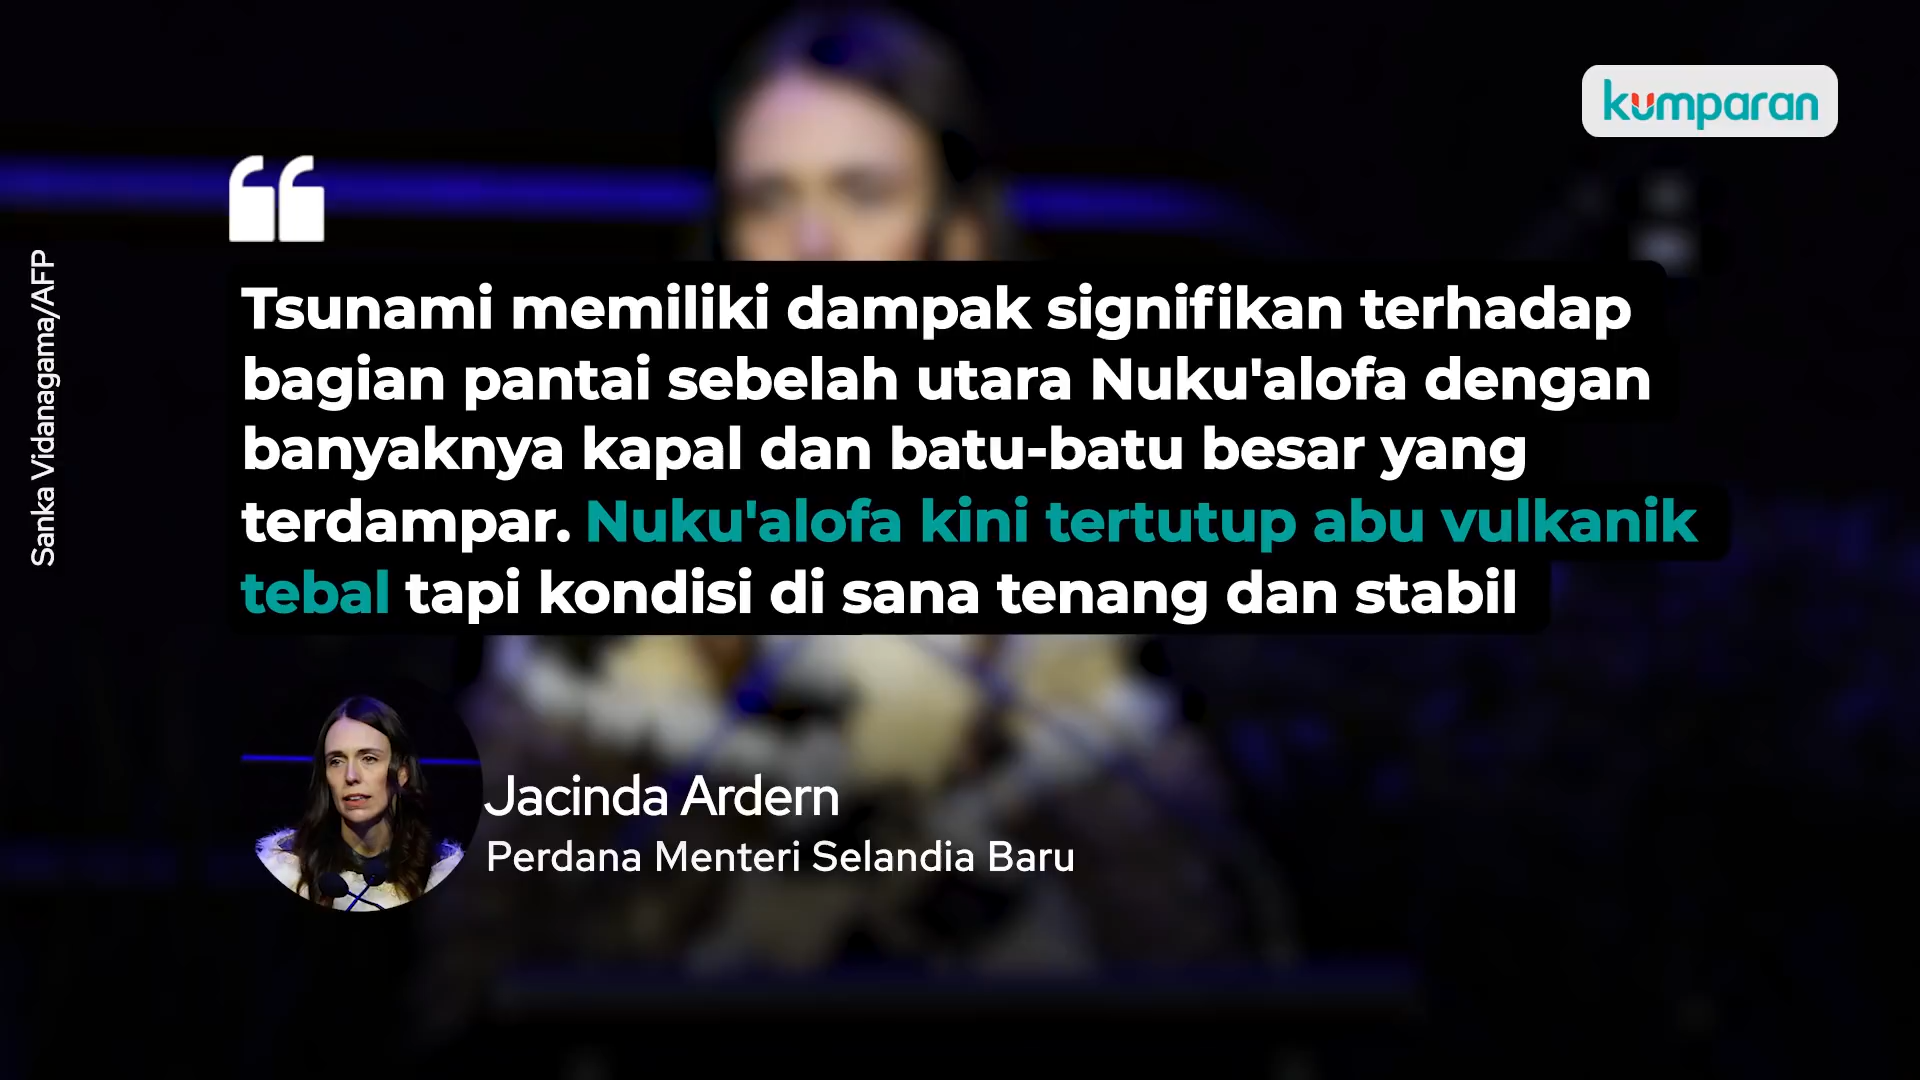 kumparan
Sanka Vidanagama/AFP
Tsunami memiliki dampak signifikan terhadap
bagian pantai sebelah utara Nuku'alofa dengan
banyaknya kapal dan batu-batu besar yang
terdampar. Nuku'alofa kini tertutup abu vulkanik
tebal tapi kondisi di sana tenang dan stabil
Jacinda Ardern
Perdana Menteri Selandia Baru